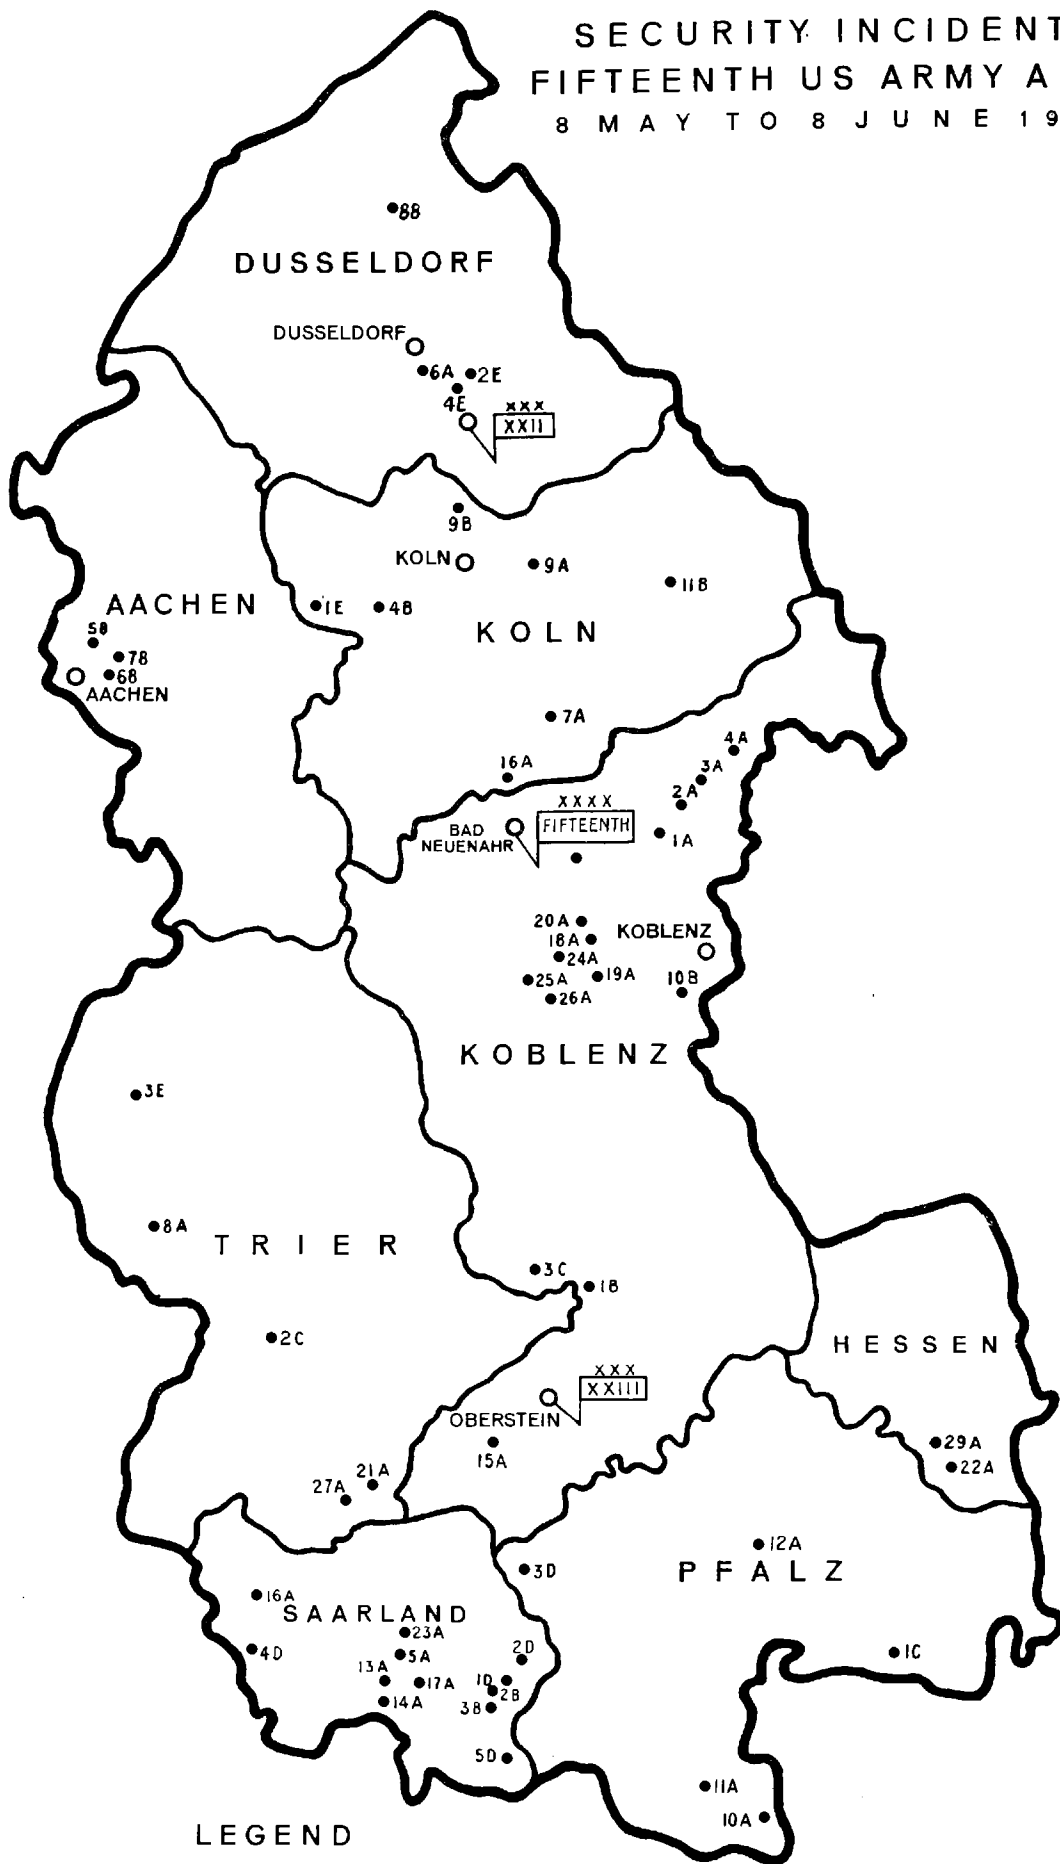 SECURITY INCIDENT
FIFTEENTH US ARMY A
8 MAY TO 8 JUNE 19
8B
DUSSELDORF
DUSSELDORF
6A
2E
4E
XXX
XXII
9B
KOLN
9A
11B
AACHEN
1E
4B
KOLN
5B
7B
6B
AACHEN
7A
4A
16A
3A
2A
XXXX
FIFTEENTH
BAD
NEUENAHR
1A
20A
18A
KOBLENZ
24A
25A
19A
10B
26A
KOBLENZ
3E
8A
TRIER
3C
1B
2C
HESSEN
XXX
XXIII
OBERSTEIN
15A
29A
22A
21A
27A
12A
3D
PFALZ
16A
SAARLAND
23A
4D
5A
2D
1C
13A
17A
1D
2B
14A
3B
5D
11A
10A
LEGEND